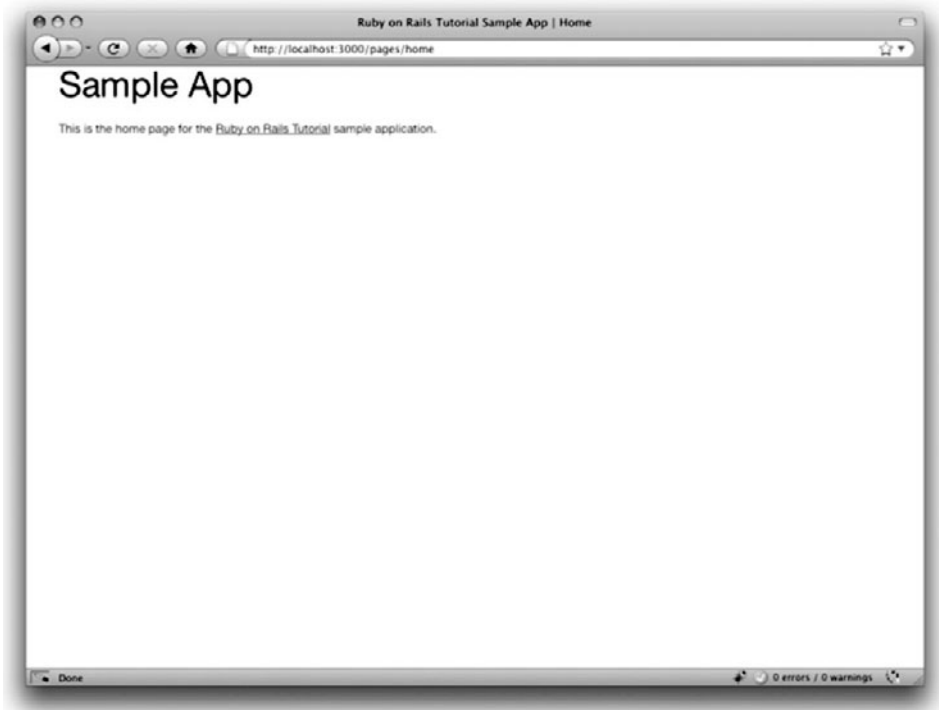 Ruby on Rails Tutorial Sample App | Home
http://localhost:3000/pages/home
Sample App
This is the home page for the Ruby on Rails Tutorial sample application.
Done
0 errors / 0 warnings